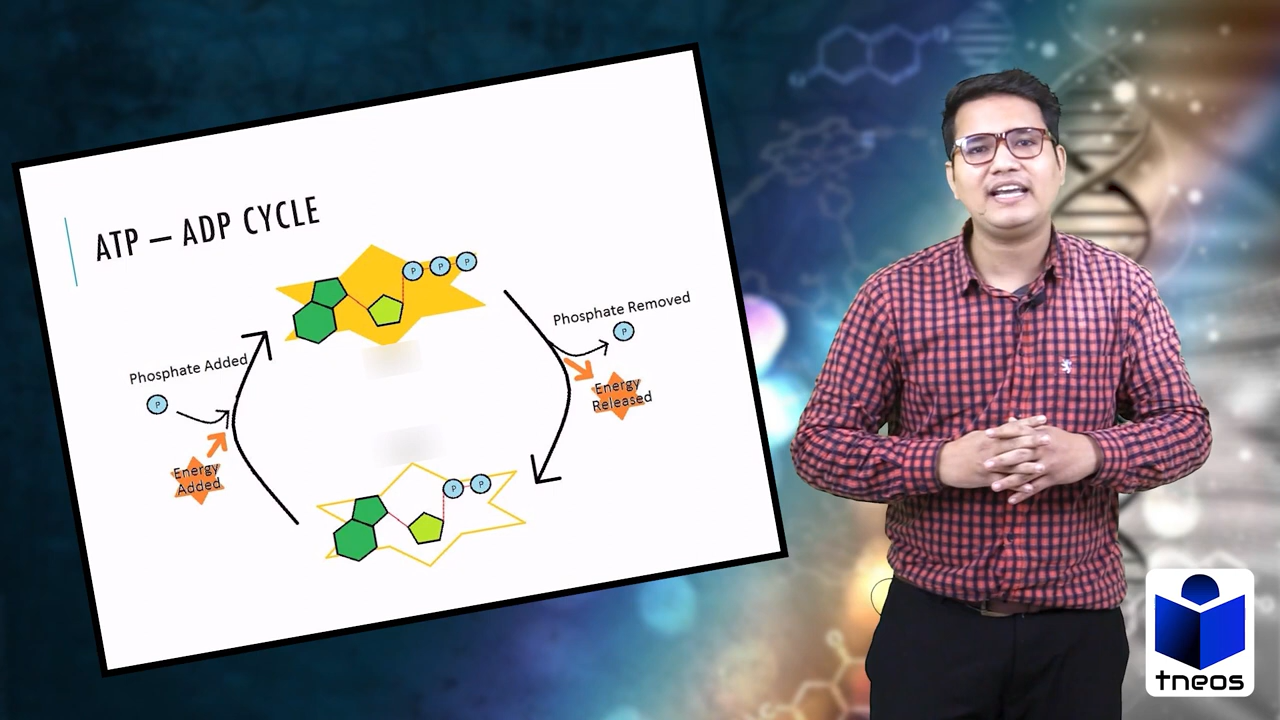 ATP – ADP CYCLE
P P P
Phosphate Removed
P
Energy
Released
Phosphate Added
P
Energy
Added
P P
tneos